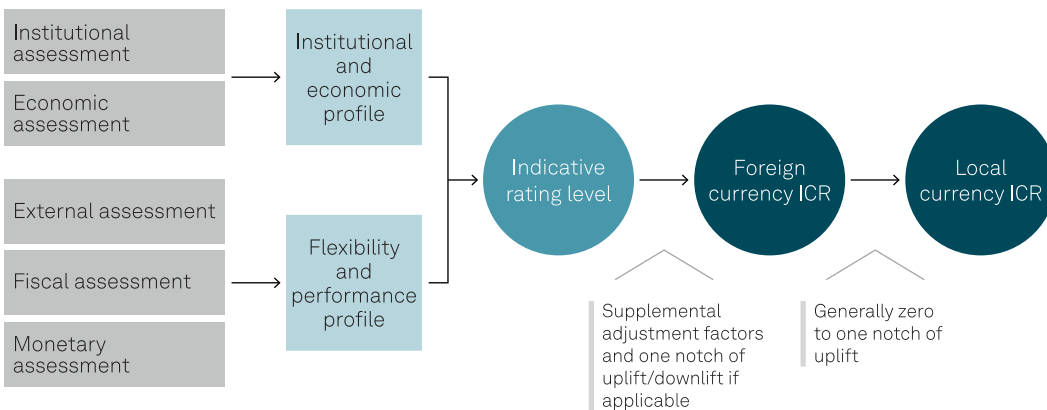 Institutional
assessment
Economic
assessment
External assessment
Fiscal assessment
Monetary
assessment
Institutional
and
economic
profile
Flexibility
and
performance
profile
Indicative
rating level
Foreign
currency ICR
Local
currency ICR
Supplemental
adjustment factors
and one notch of
uplift/downlift if
applicable
Generally zero
to one notch of
uplift